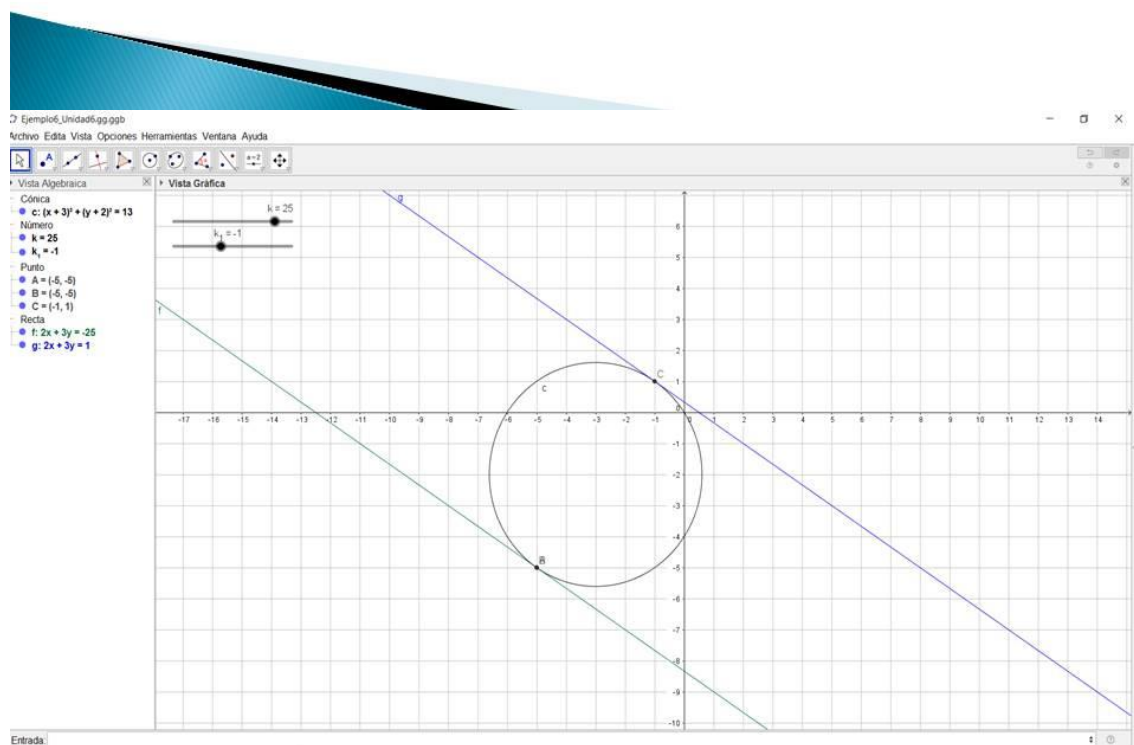 Ejemplo6_Unidad6.gg.ggb
Archivo Edita Vista Opciones Herramientas Ventana Ayuda
A
a=2
Vista Algebraica
Vista Gráfica
Cónica
c: (x + 3)² + (y + 2)² = 13
Número
k = 25
k₁ = -1
Punto
A = (-5, -5)
B = (-5, -5)
C = (-1, 1)
Recta
f: 2x + 3y = -25
g: 2x + 3y = 1
k = 25
k₁ = -1
g
f
c
C
B
6
5
4
3
2
1
0
-1
-2
-3
-4
-5
-6
-7
-8
-9
-10
-17 -16 -15 -14 -13 -12 -11 -10 -9 -8 -7 -6 -5 -4 -3 -2 -1 0 1 2 3 4 5 6 7 8 9 10 11 12 13 14
Entrada: